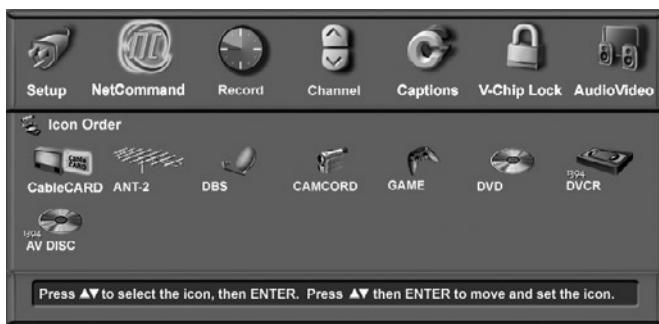 Setup NetCommand Record Channel Captions V-Chip Lock AudioVideo
Icon Order
Cable CARD
CableCARD ANT-2 DBS CAMCORD GAME DVD 1394 DVCR
1394
AV DISC
Press ▲▼ to select the icon, then ENTER. Press ▲▼ then ENTER to move and set the icon.